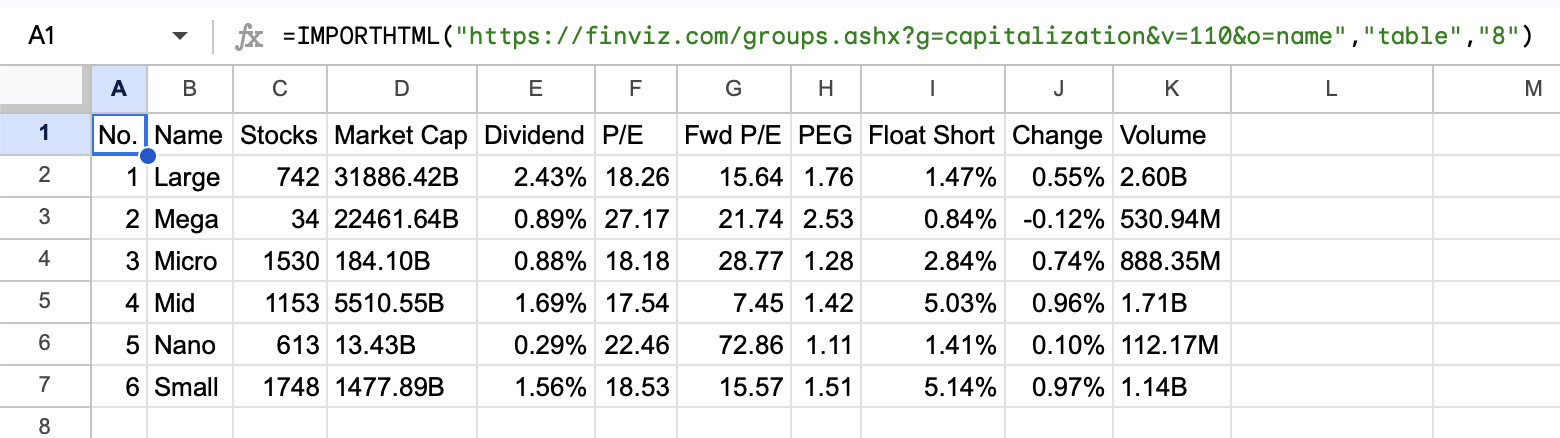 A1 fx =IMPORTHTML("https://finviz.com/groups.ashx?g=capitalization&v=110&o=name","table","8")
A B C D E F G H I J K L M
1 No. Name Stocks Market Cap Dividend P/E Fwd P/E PEG Float Short Change Volume
2 1 Large 742 31886.42B 2.43% 18.26 15.64 1.76 1.47% 0.55% 2.60B
3 2 Mega 34 22461.64B 0.89% 27.17 21.74 2.53 0.84% -0.12% 530.94M
4 3 Micro 1530 184.10B 0.88% 18.18 28.77 1.28 2.84% 0.74% 888.35M
5 4 Mid 1153 5510.55B 1.69% 17.54 7.45 1.42 5.03% 0.96% 1.71B
6 5 Nano 613 13.43B 0.29% 22.46 72.86 1.11 1.41% 0.10% 112.17M
7 6 Small 1748 1477.89B 1.56% 18.53 15.57 1.51 5.14% 0.97% 1.14B
8